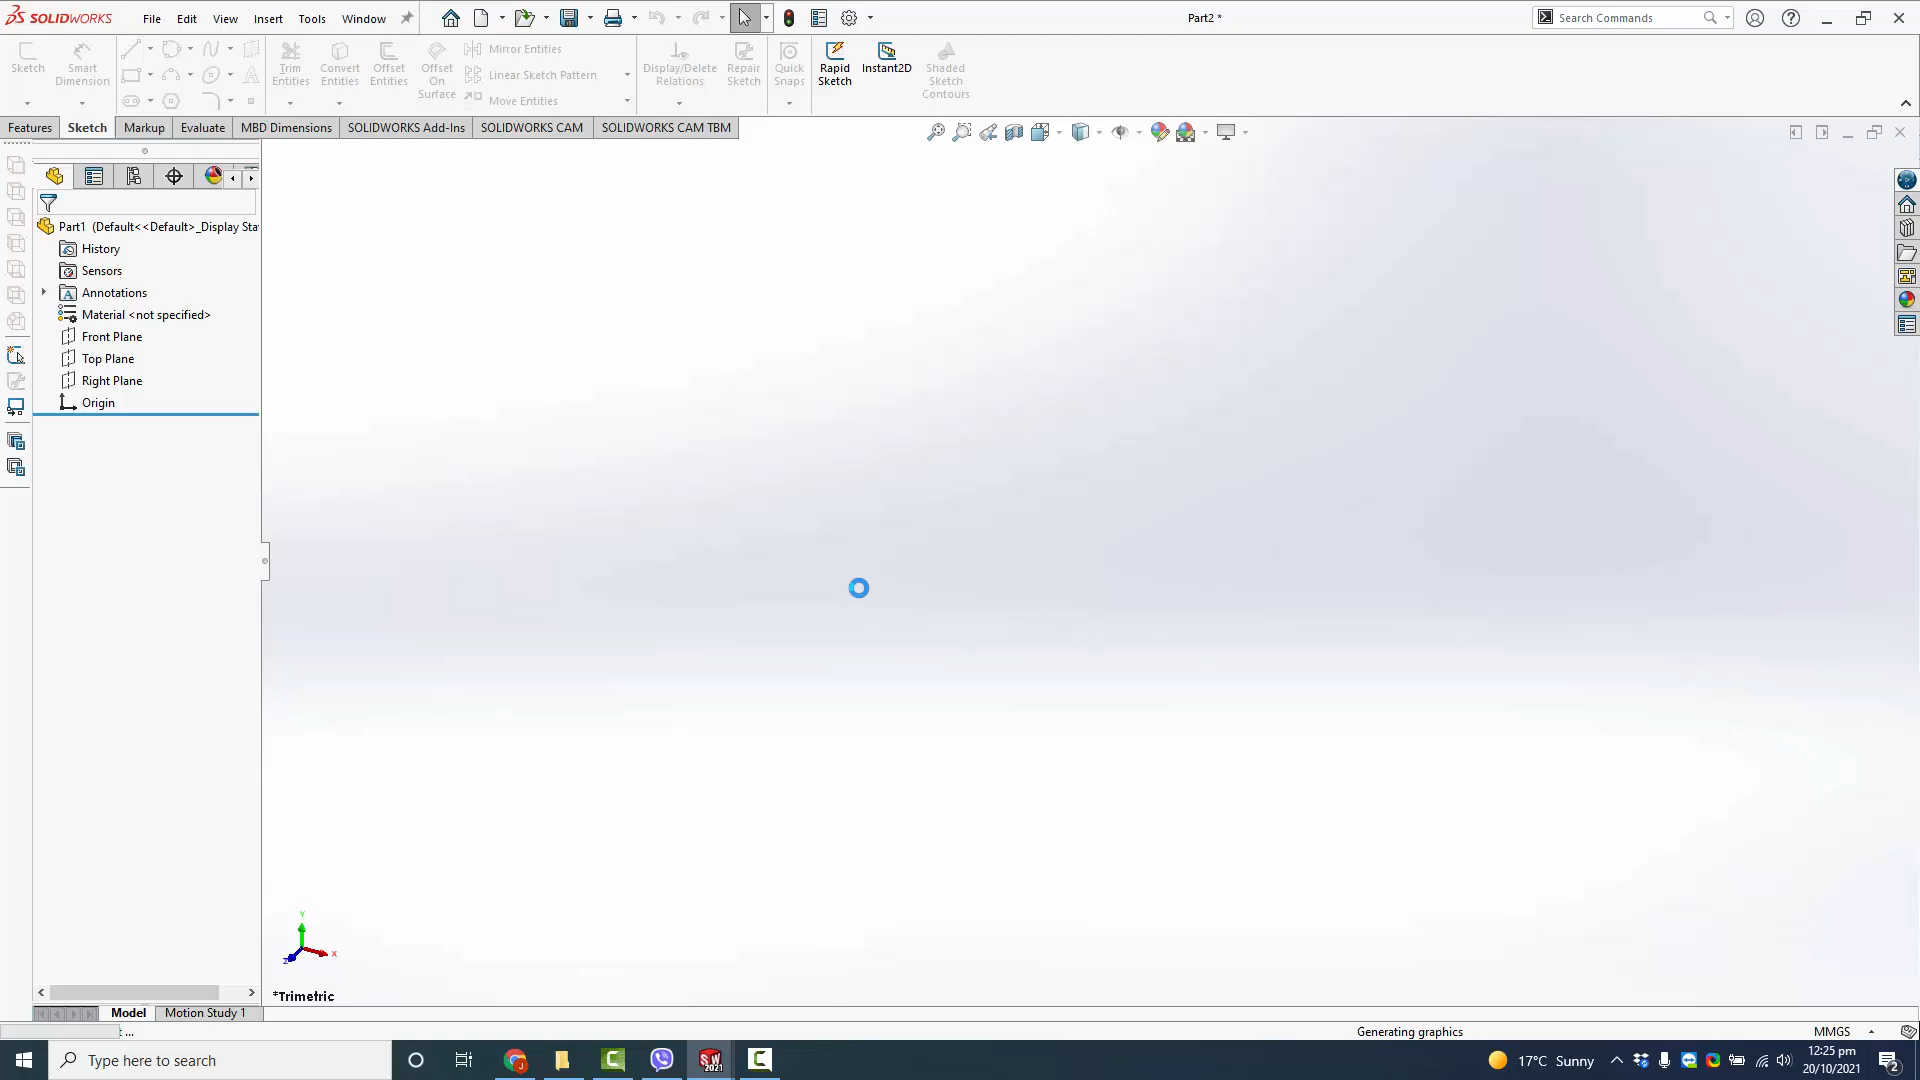 SOLIDWORKS File Edit View Insert Tools Window Part2 * Search Commands
Sketch Smart Dimension Trim Entities Convert Entities Offset Entities Offset On Surface Mirror Entities Linear Sketch Pattern Move Entities Display/Delete Relations Repair Sketch Quick Snaps Rapid Sketch Instant2D Shaded Sketch Contours
Features Sketch Markup Evaluate MBD Dimensions SOLIDWORKS Add-Ins SOLIDWORKS CAM SOLIDWORKS CAM TBM
Part1 (Default<<Default>_Display Sta
History
Sensors
Annotations
Material <not specified>
Front Plane
Top Plane
Right Plane
Origin
Y
X
Z
*Trimetric
Model Motion Study 1
: ... Generating graphics MMGS
Type here to search SW 2021 17°C Sunny 12:25 pm
20/10/2021 2